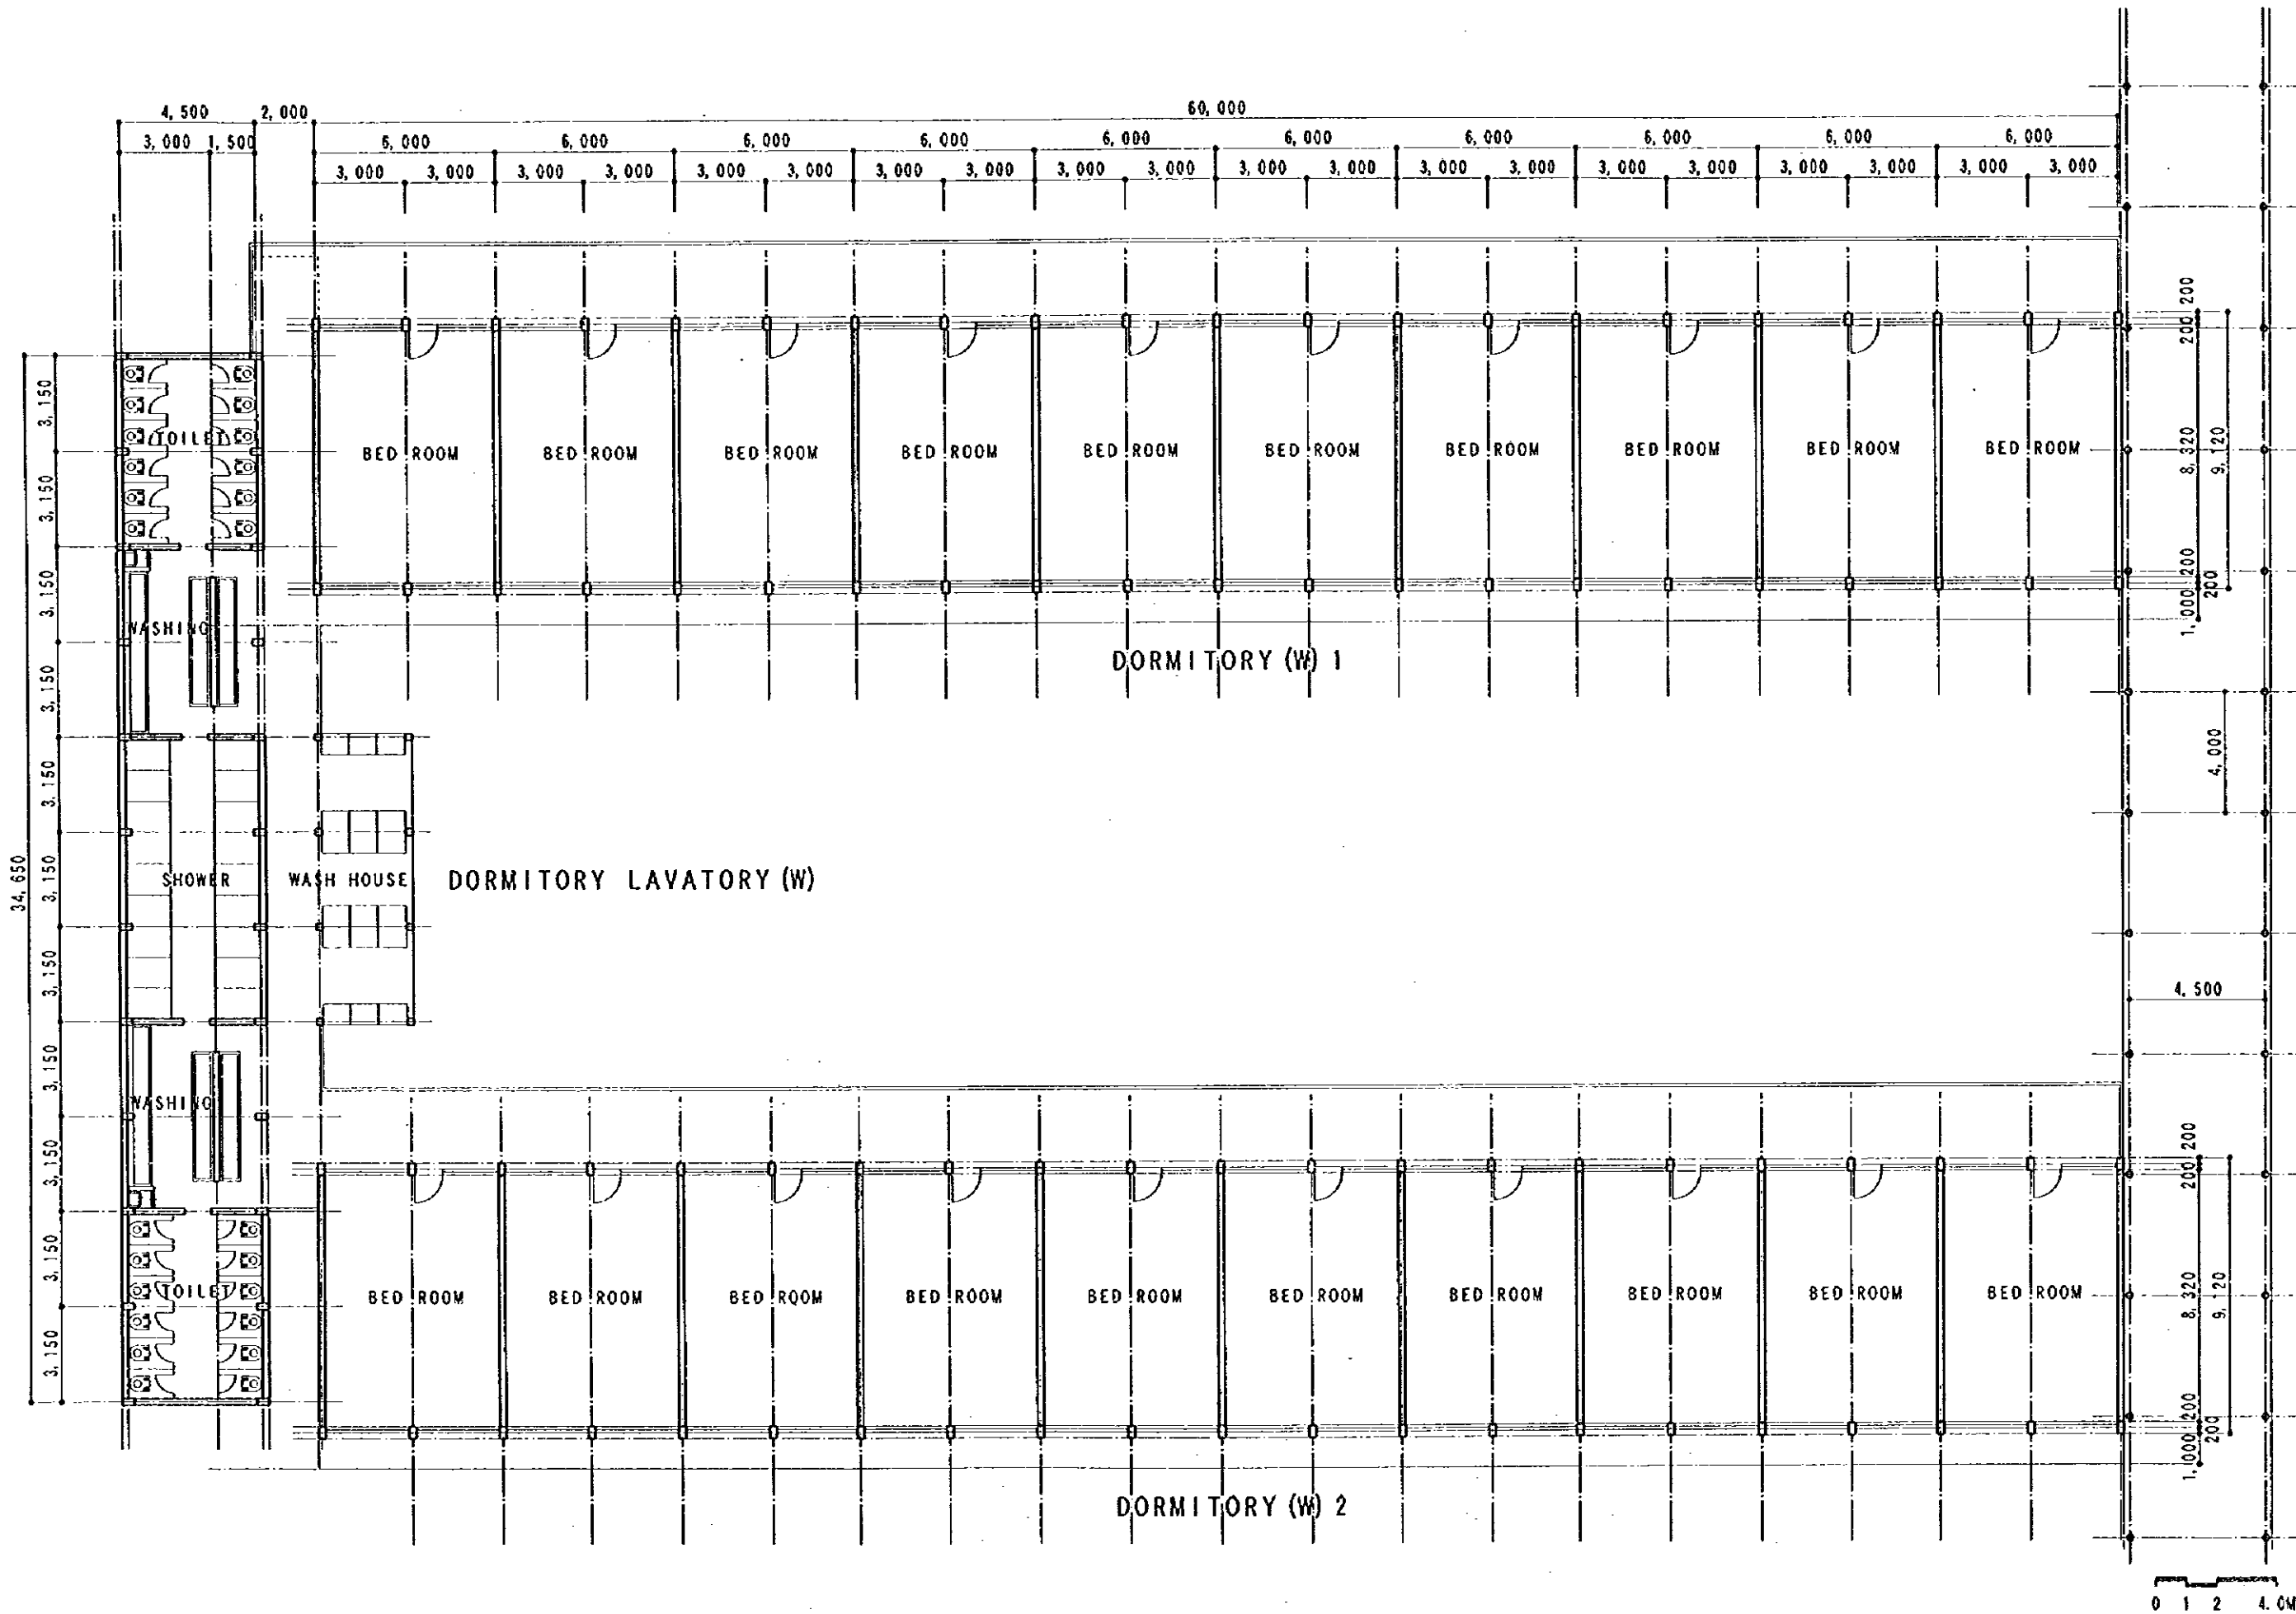 4,500 2,000 60,000
3,000 1,500 6,000 6,000 6,000 6,000 6,000 6,000 6,000 6,000 6,000 6,000
3,000 3,000 3,000 3,000 3,000 3,000 3,000 3,000 3,000 3,000 3,000 3,000 3,000 3,000 3,000 3,000 3,000 3,000 3,000 3,000
34,650
3,150
3,150
3,150
3,150
3,150
3,150
3,150
3,150
3,150
3,150
3,150
TOILET
BED ROOM BED ROOM BED ROOM BED ROOM BED ROOM BED ROOM BED ROOM BED ROOM BED ROOM BED ROOM
200
200
8,320
9,120
200
200
1,000
WASHING
DORMITORY (W) 1
4,000
SHOWER WASH HOUSE DORMITORY LAVATORY (W)
4,500
WASHING
TOILET
BED ROOM BED ROOM BED ROOM BED ROOM BED ROOM BED ROOM BED ROOM BED ROOM BED ROOM BED ROOM
200
200
8,320
9,120
200
200
1,000
DORMITORY (W) 2
0 1 2 4.0M